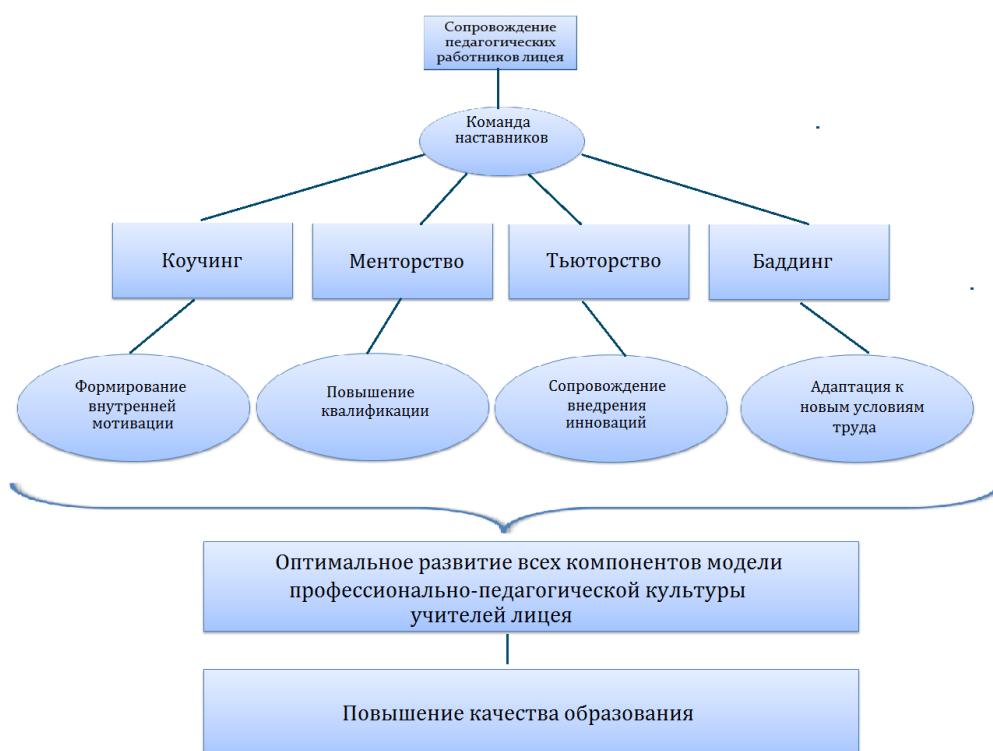 Сопровождение
педагогических
работников лицея
Команда
наставников
Коучинг
Менторство
Тьюторство
Баддинг
Формирование
внутренней
мотивации
Повышение
квалификации
Сопровождение
внедрения
инноваций
Адаптация к
новым условиям
труда
Оптимальное развитие всех компонентов модели
профессионально-педагогической культуры
учителей лицея
Повышение качества образования